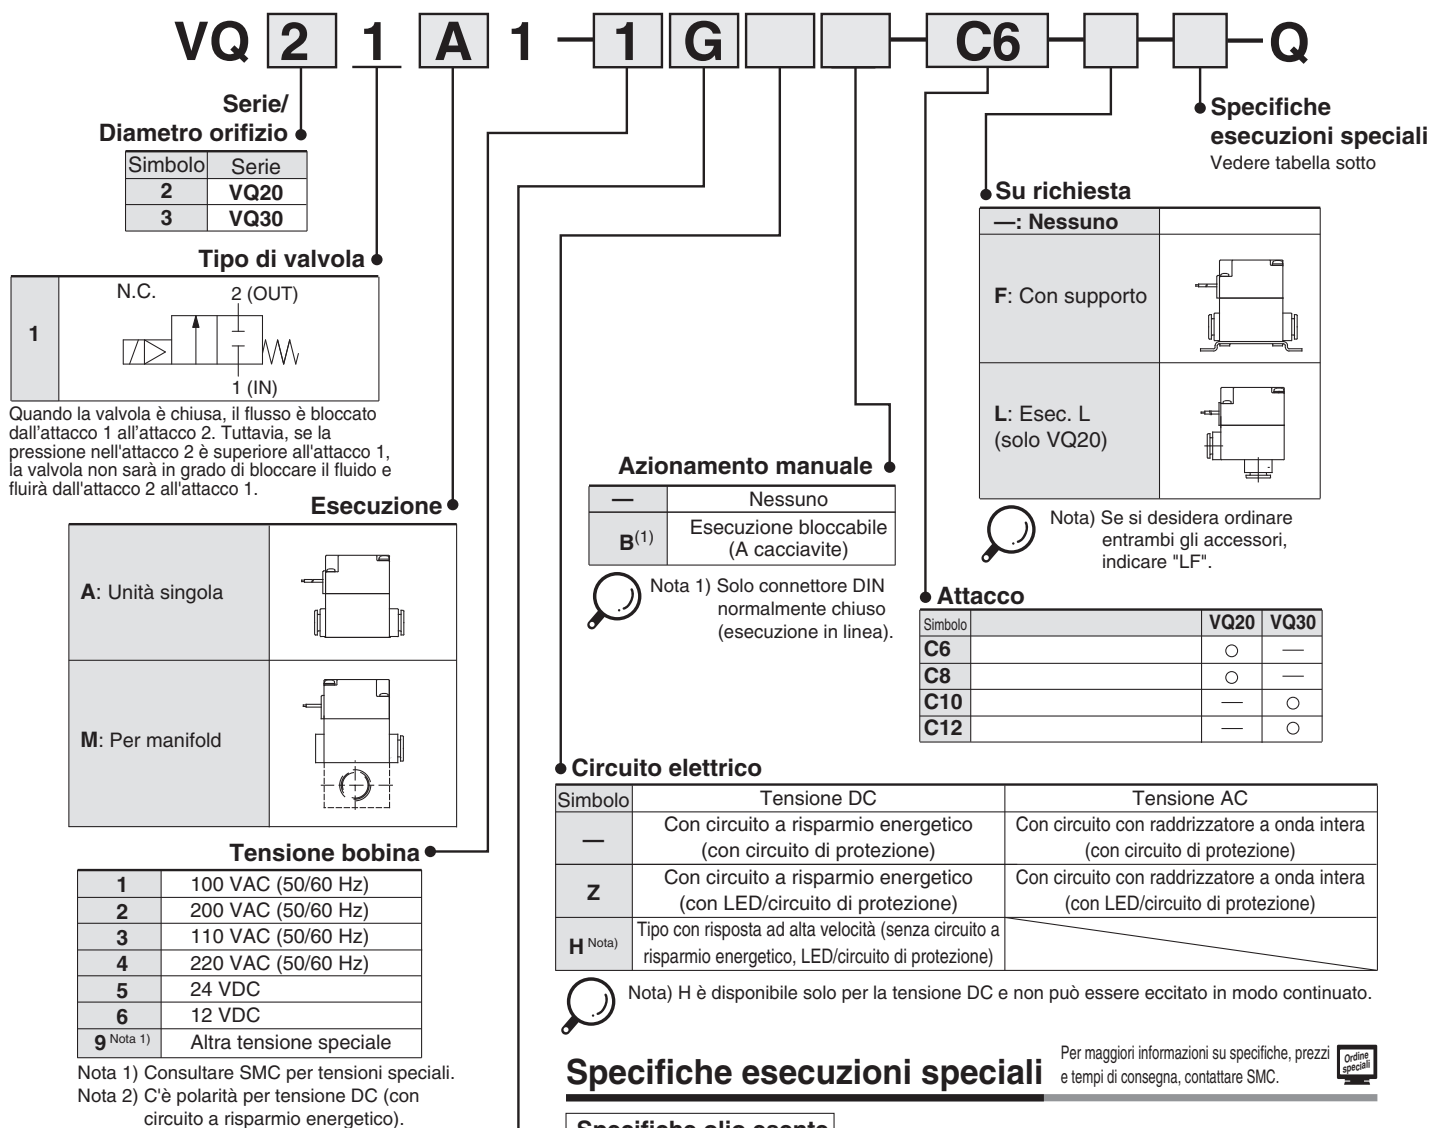 VQ 2 1 A 1 — 1 G — C6 — — Q
Serie/
Diametro orifizio
Simbolo Serie
2 VQ20
3 VQ30
Tipo di valvola
1
N.C.
2 (OUT)
1 (IN)
Quando la valvola è chiusa, il flusso è bloccato
dall'attacco 1 all'attacco 2. Tuttavia, se la
pressione nell'attacco 2 è superiore all'attacco 1,
la valvola non sarà in grado di bloccare il fluido e
fluirà dall'attacco 2 all'attacco 1.
Esecuzione
A: Unità singola
M: Per manifold
Tensione bobina
1 100 VAC (50/60 Hz)
2 200 VAC (50/60 Hz)
3 110 VAC (50/60 Hz)
4 220 VAC (50/60 Hz)
5 24 VDC
6 12 VDC
9 Nota 1) Altra tensione speciale
Nota 1) Consultare SMC per tensioni speciali.
Nota 2) C'è polarità per tensione DC (con
circuito a risparmio energetico).
Azionamento manuale
— Nessuno
B(1) Esecuzione bloccabile
(A cacciavite)
Nota 1) Solo connettore DIN
normalmente chiuso
(esecuzione in linea).
Specifiche
esecuzioni speciali
Vedere tabella sotto
Su richiesta
—: Nessuno
F: Con supporto
L: Esec. L
(solo VQ20)
Nota) Se si desidera ordinare
entrambi gli accessori,
indicare "LF".
Attacco
Simbolo VQ20 VQ30
C6 ○ —
C8 ○ —
C10 — ○
C12 — ○
Circuito elettrico
Simbolo Tensione DC Tensione AC
— Con circuito a risparmio energetico Con circuito con raddrizzatore a onda intera
(con circuito di protezione) (con circuito di protezione)
Z Con circuito a risparmio energetico Con circuito con raddrizzatore a onda intera
(con LED/circuito di protezione) (con LED/circuito di protezione)
H Nota) Tipo con risposta ad alta velocità (senza circuito a
risparmio energetico, LED/circuito di protezione)
Nota) H è disponibile solo per la tensione DC e non può essere eccitato in modo continuato.
Specifiche esecuzioni speciali
Per maggiori informazioni su specifiche, prezzi
e tempi di consegna, contattare SMC.
Ordine
speciali
Specifiche olio esente